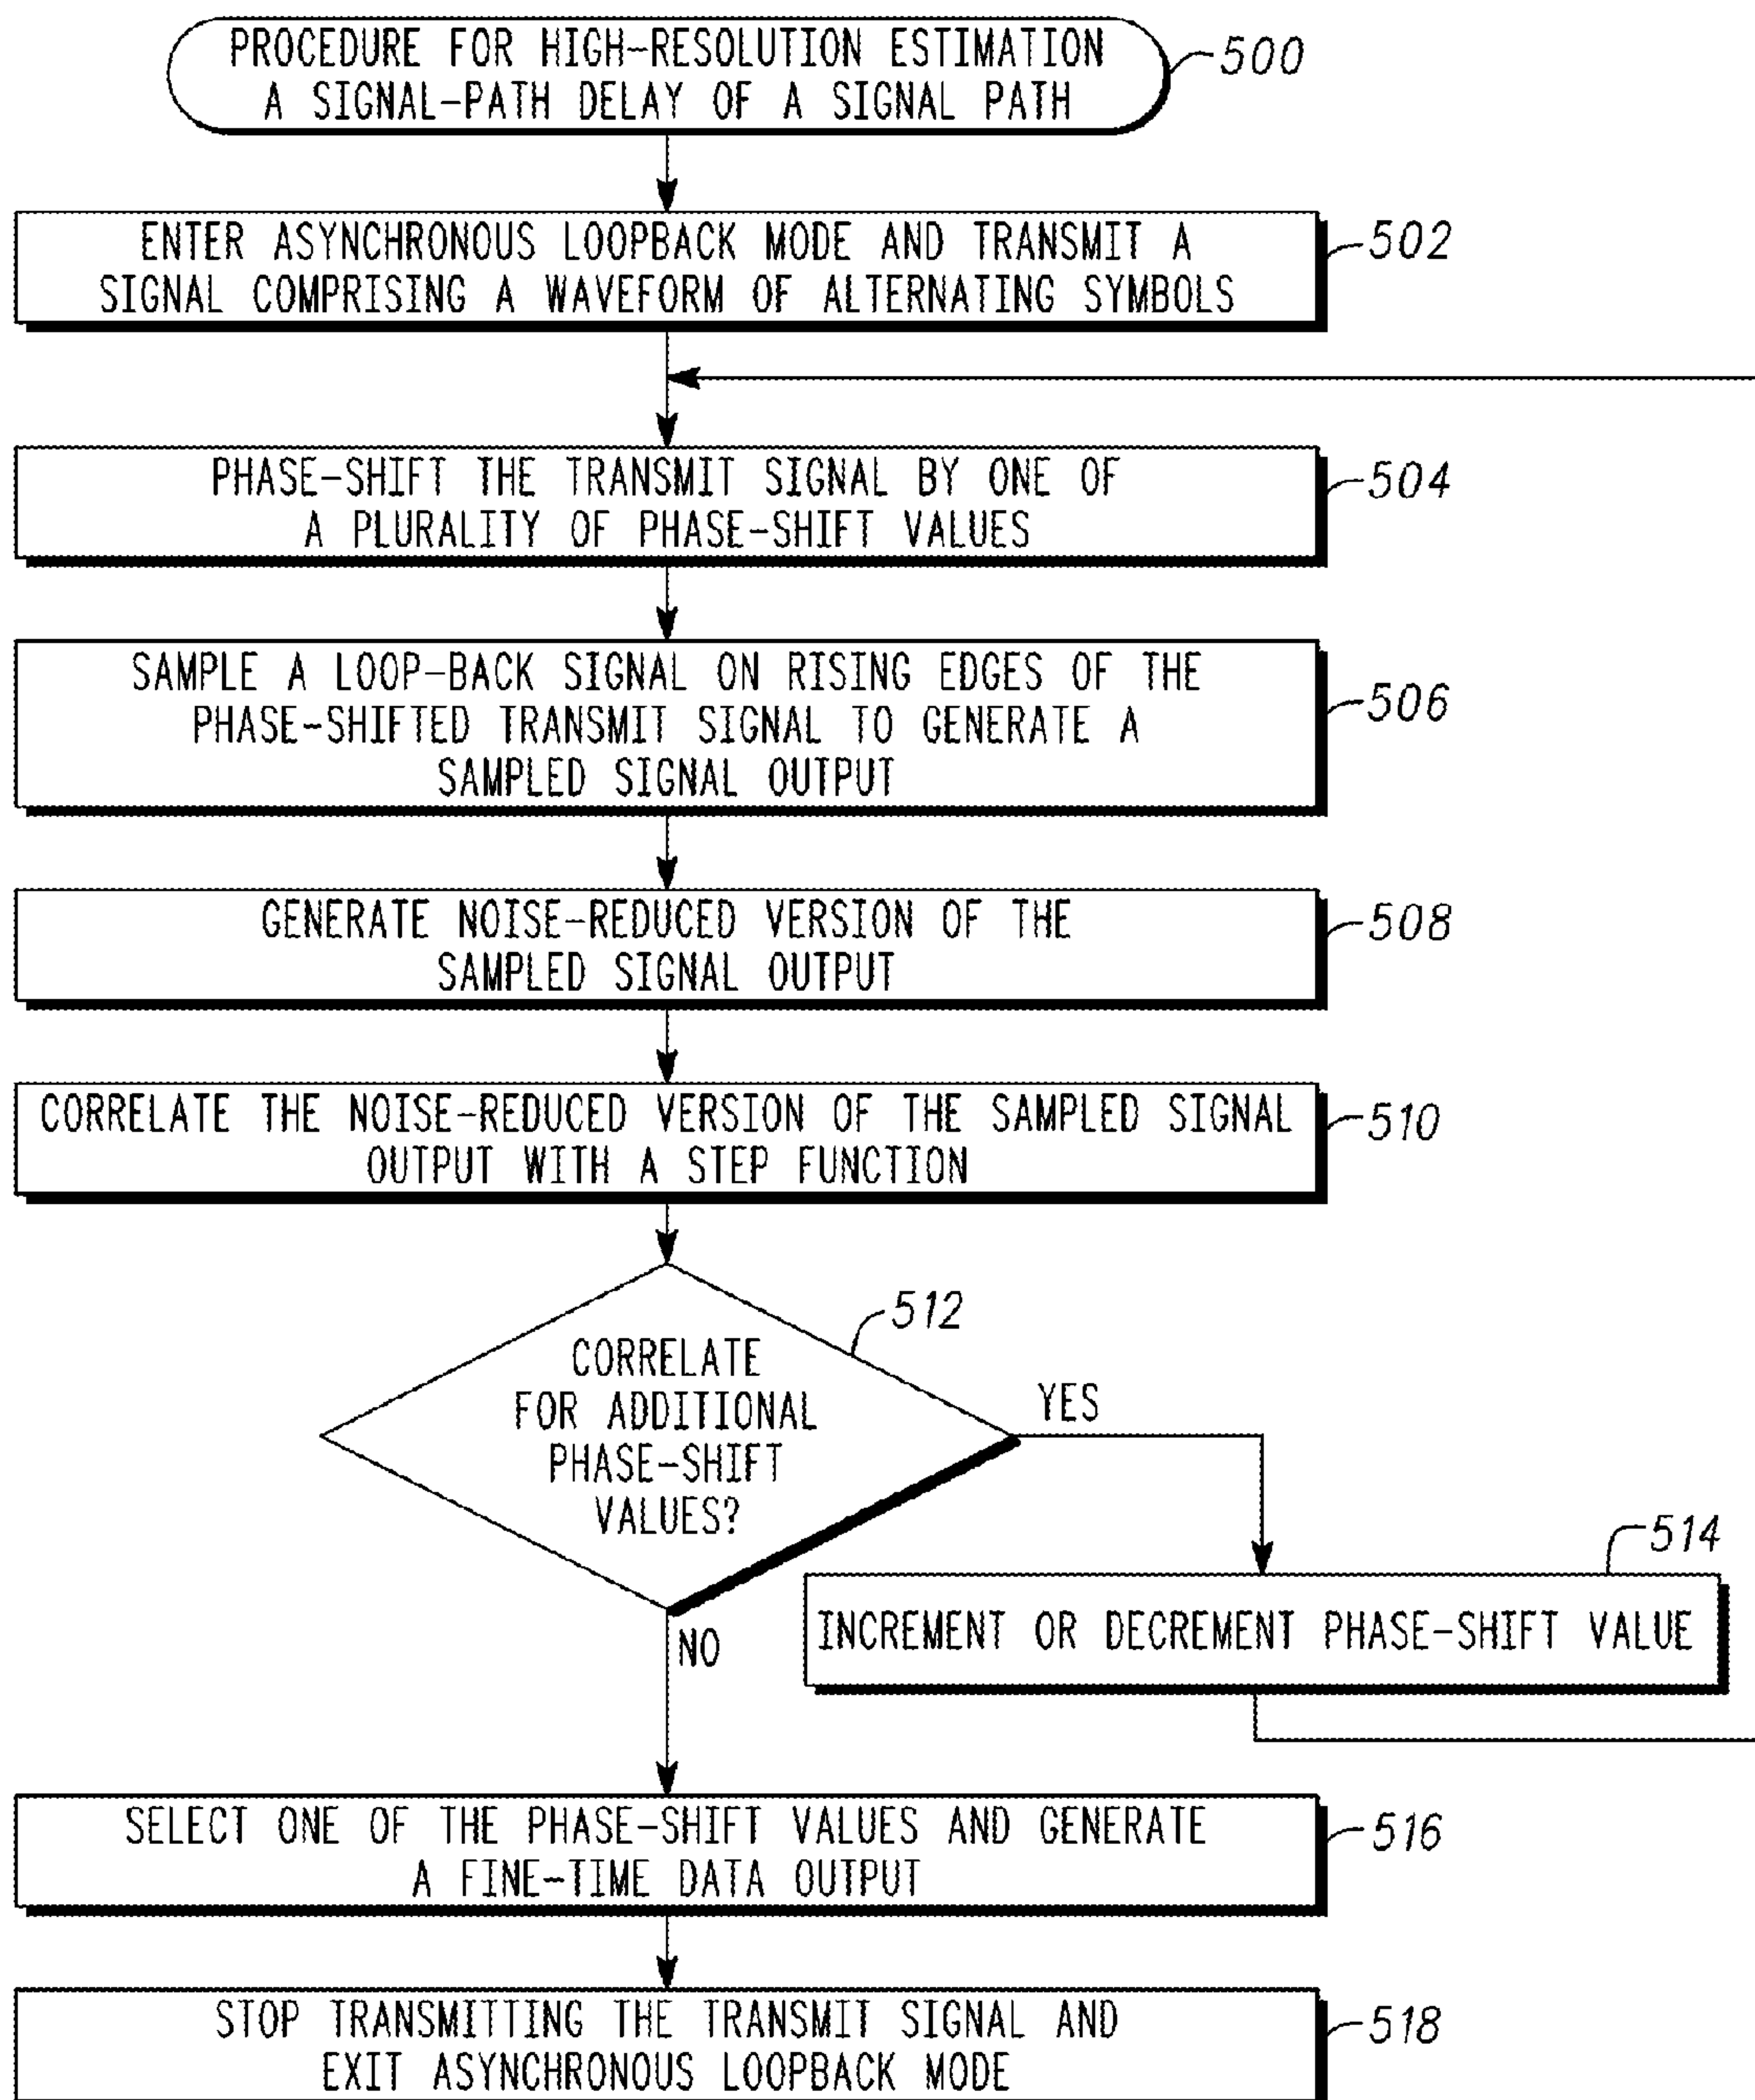 PROCEDURE FOR HIGH-RESOLUTION ESTIMATION
A SIGNAL-PATH DELAY OF A SIGNAL PATH
500
ENTER ASYNCHRONOUS LOOPBACK MODE AND TRANSMIT A
SIGNAL COMPRISING A WAVEFORM OF ALTERNATING SYMBOLS
502
PHASE-SHIFT THE TRANSMIT SIGNAL BY ONE OF
A PLURALITY OF PHASE-SHIFT VALUES
504
SAMPLE A LOOP-BACK SIGNAL ON RISING EDGES OF THE
PHASE-SHIFTED TRANSMIT SIGNAL TO GENERATE A
SAMPLED SIGNAL OUTPUT
506
GENERATE NOISE-REDUCED VERSION OF THE
SAMPLED SIGNAL OUTPUT
508
CORRELATE THE NOISE-REDUCED VERSION OF THE SAMPLED SIGNAL
OUTPUT WITH A STEP FUNCTION
510
512
CORRELATE
FOR ADDITIONAL
PHASE-SHIFT
VALUES?
YES
NO
514
INCREMENT OR DECREMENT PHASE-SHIFT VALUE
SELECT ONE OF THE PHASE-SHIFT VALUES AND GENERATE
A FINE-TIME DATA OUTPUT
516
STOP TRANSMITTING THE TRANSMIT SIGNAL AND
EXIT ASYNCHRONOUS LOOPBACK MODE
518